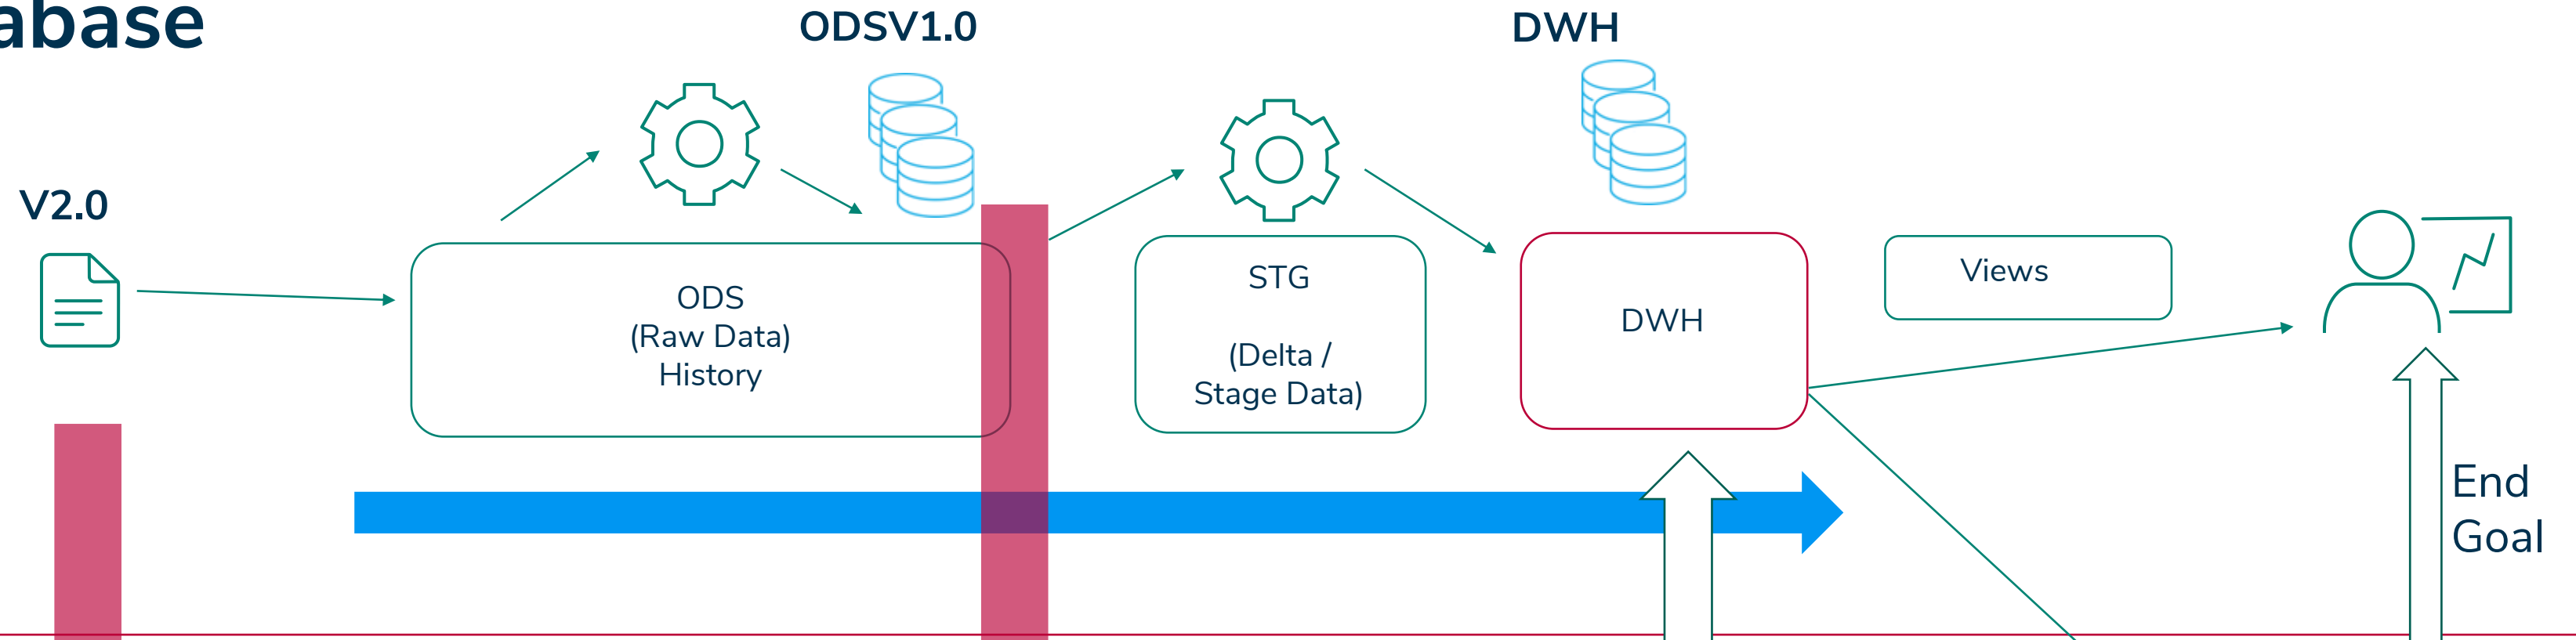 abase
ODSV1.0
DWH
V2.0
ODS
(Raw Data)
History
STG
(Delta /
Stage Data)
DWH
Views
End
Goal